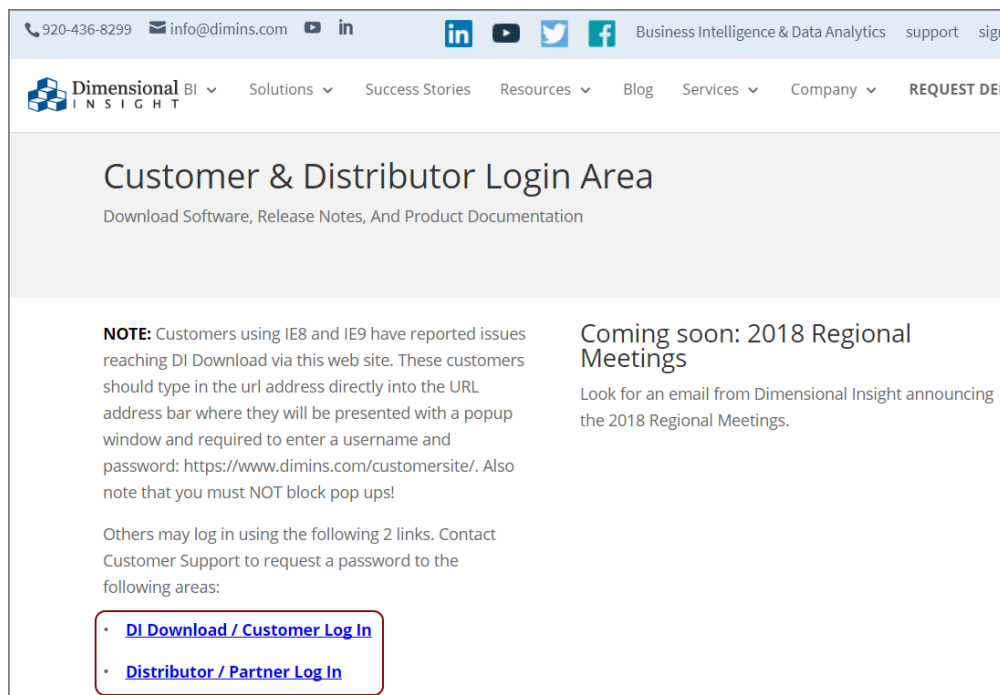 920-436-8299 info@dimins.com Business Intelligence & Data Analytics support
Dimensional
INSIGHT
BI Solutions Success Stories Resources Blog Services Company REQUEST
Customer & Distributor Login Area
Download Software, Release Notes, And Product Documentation
NOTE: Customers using IE8 and IE9 have reported issues
reaching DI Download via this web site. These customers
should type in the url address directly into the URL
address bar where they will be presented with a popup
window and required to enter a username and
password: https://www.dimins.com/customersite/. Also
note that you must NOT block pop ups!
Others may log in using the following 2 links. Contact
Customer Support to request a password to the
following areas:
• DI Download / Customer Log In
• Distributor / Partner Log In
Coming soon: 2018 Regional
Meetings
Look for an email from Dimensional Insight announcing
the 2018 Regional Meetings.